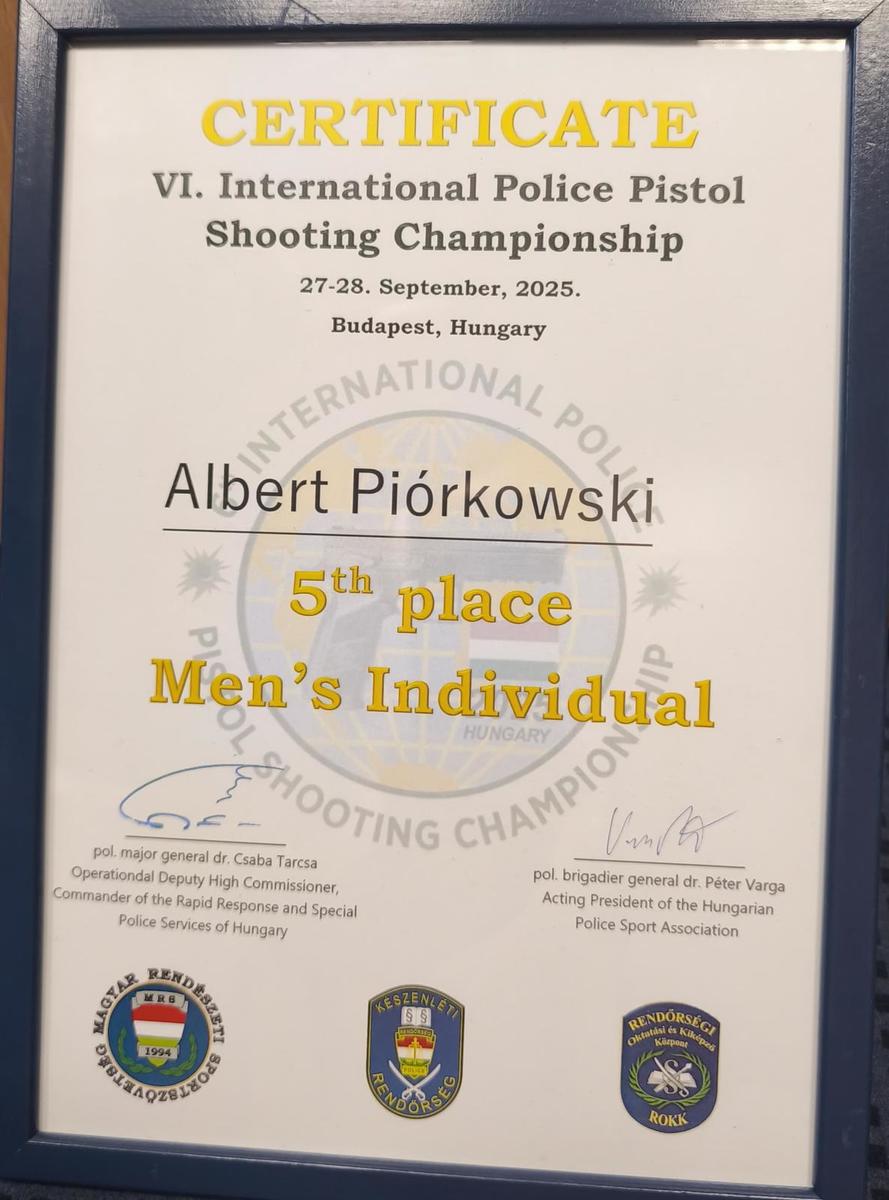 CERTIFICATE
VI. International Police Pistol
Shooting Championship
27-28. September, 2025.
Budapest, Hungary
6th INTERNATIONAL POLICE
Albert Piórkowski
5th place
Men's Individual
HUNGARY
PISTOL SHOOTING CHAMPIONSHIP
pol. major general dr. Csaba Tarcsa
Operationdal Deputy High Commissioner,
Commander of the Rapid Response and Special
Police Services of Hungary
pol. brigadier general dr. Péter Varga
Acting President of the Hungarian
Police Sport Association
MAGYAR RENDÉSZETI SPORTSZÖVETSÉG
MRS
1994
KÉSZENLÉTI
§ §
RENDŐRSÉG
POLICE
RENDŐRSÉG
RENDŐRSÉGI
Oktatási és Kiképző
Központ
ROKK